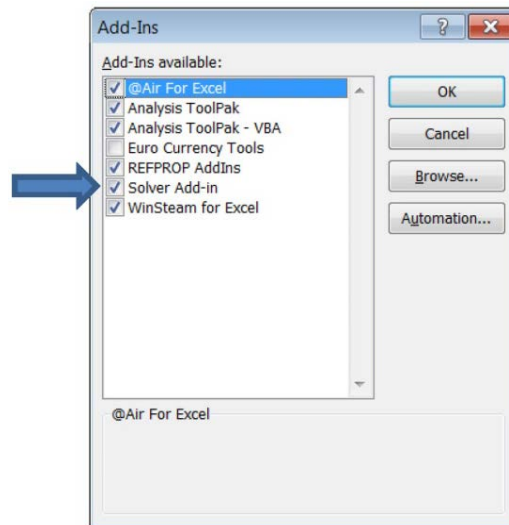 Add-Ins
Add-Ins available:
@Air For Excel
Analysis ToolPak
Analysis ToolPak - VBA
Euro Currency Tools
REFPROP AddIns
Solver Add-in
WinSteam for Excel
OK
Cancel
Browse...
Automation...
@Air For Excel